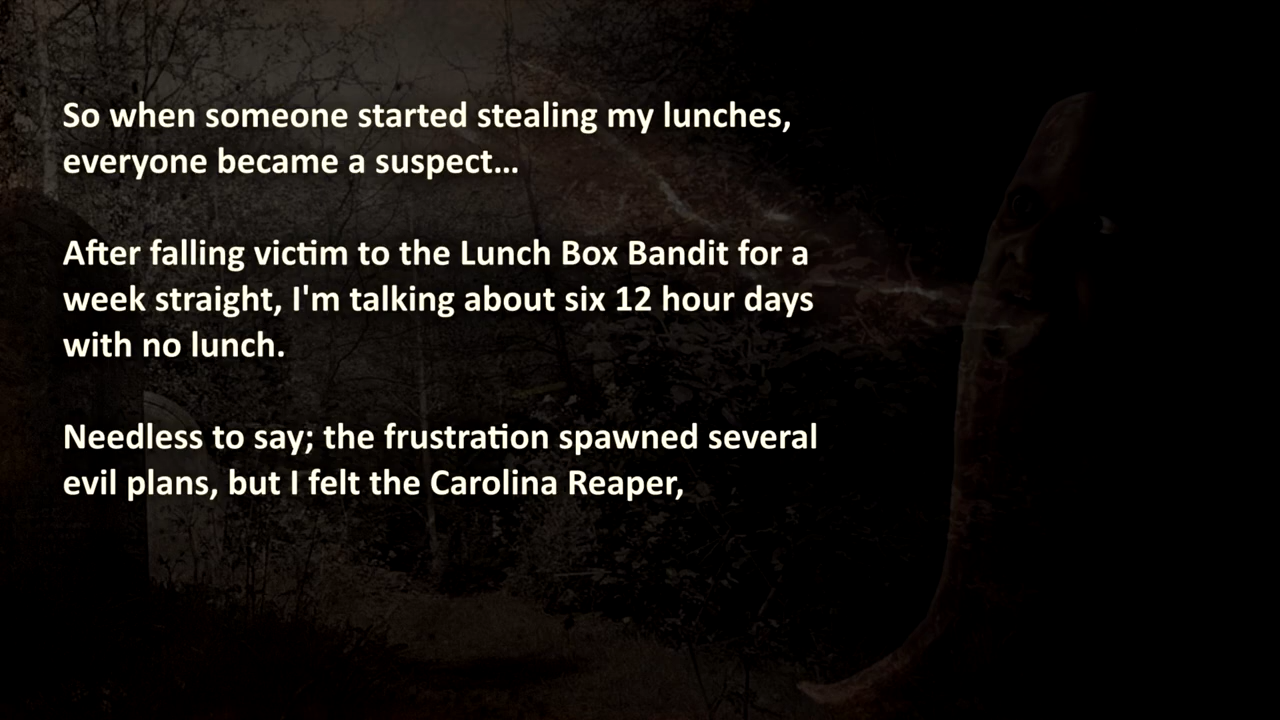 So when someone started stealing my lunches,
everyone became a suspect...
After falling victim to the Lunch Box Bandit for a
week straight, I'm talking about six 12 hour days
with no lunch.
Needless to say; the frustration spawned several
evil plans, but I felt the Carolina Reaper,